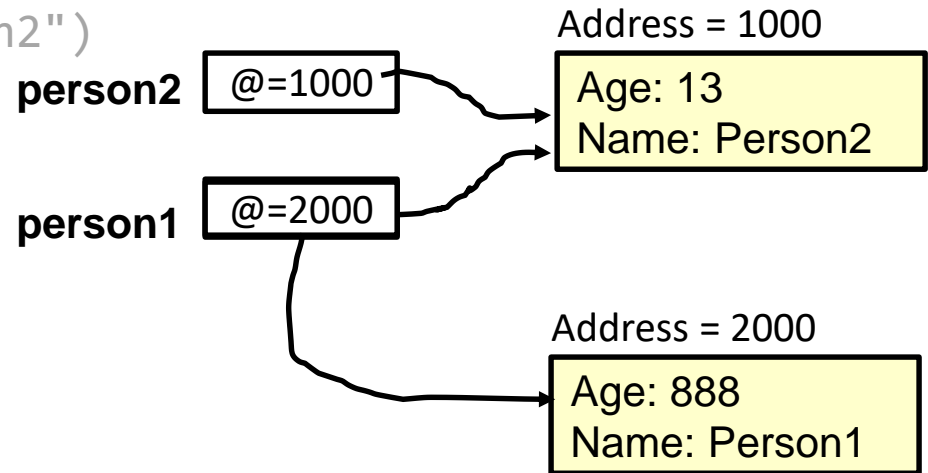 n2")
Address = 1000
person2 @=1000
Age: 13
Name: Person2
person1 @=2000
Address = 2000
Age: 888
Name: Person1